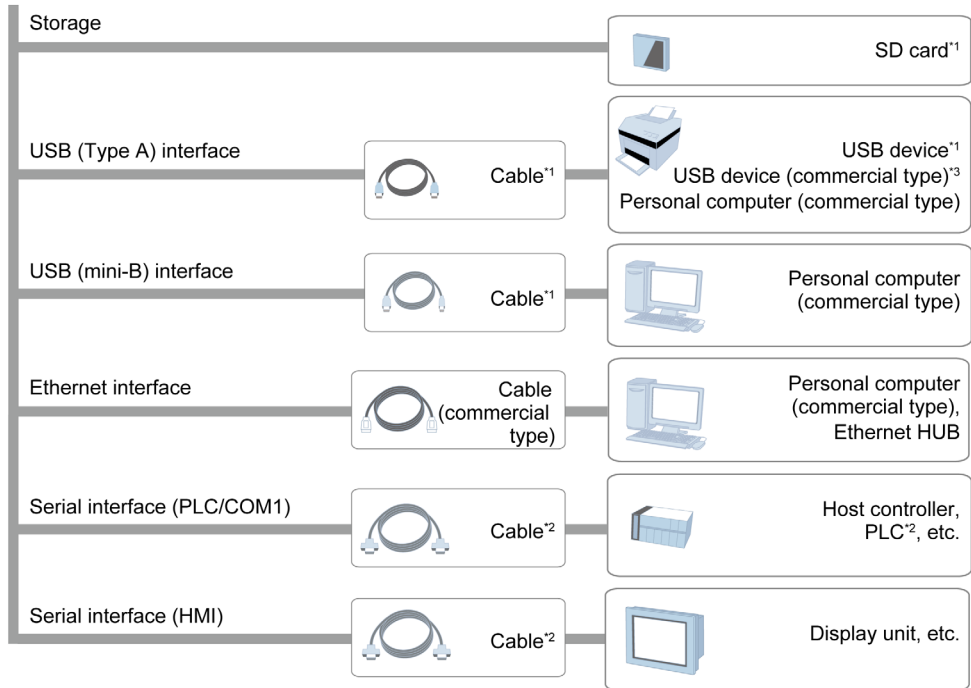 Storage
SD card*1
USB (Type A) interface
Cable*1
USB device*1
USB device (commercial type)*3
Personal computer (commercial type)
USB (mini-B) interface
Cable*1
Personal computer
(commercial type)
Ethernet interface
Cable
(commercial
type)
Personal computer
(commercial type),
Ethernet HUB
Serial interface (PLC/COM1)
Cable*2
Host controller,
PLC*2, etc.
Serial interface (HMI)
Cable*2
Display unit, etc.